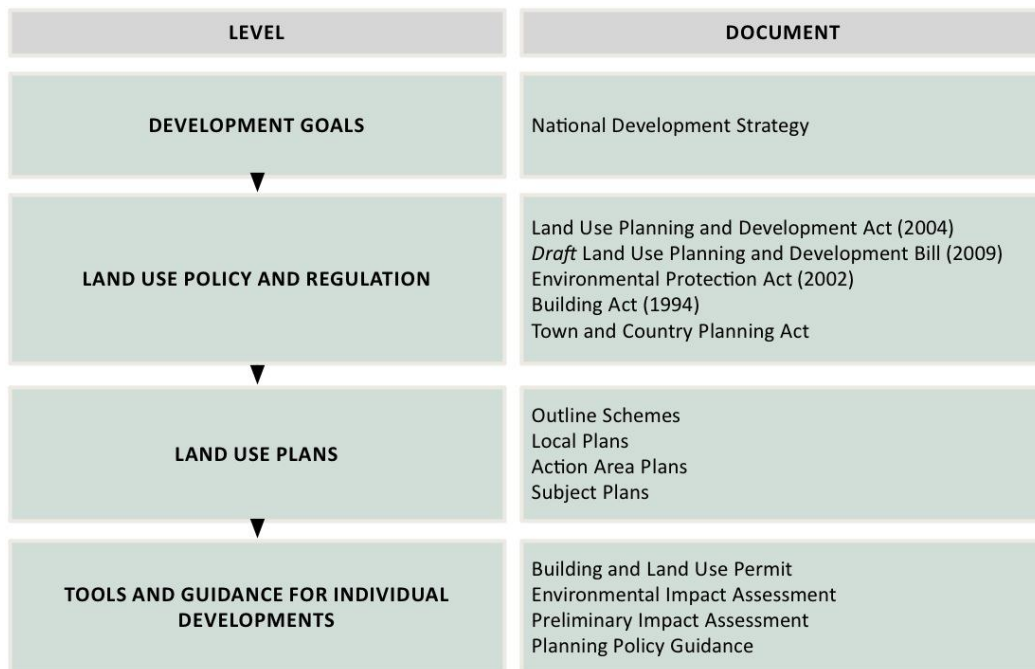 LEVEL
DOCUMENT
DEVELOPMENT GOALS
National Development Strategy
LAND USE POLICY AND REGULATION
Land Use Planning and Development Act (2004)
Draft Land Use Planning and Development Bill (2009)
Environmental Protection Act (2002)
Building Act (1994)
Town and Country Planning Act
LAND USE PLANS
Outline Schemes
Local Plans
Action Area Plans
Subject Plans
TOOLS AND GUIDANCE FOR INDIVIDUAL
DEVELOPMENTS
Building and Land Use Permit
Environmental Impact Assessment
Preliminary Impact Assessment
Planning Policy Guidance